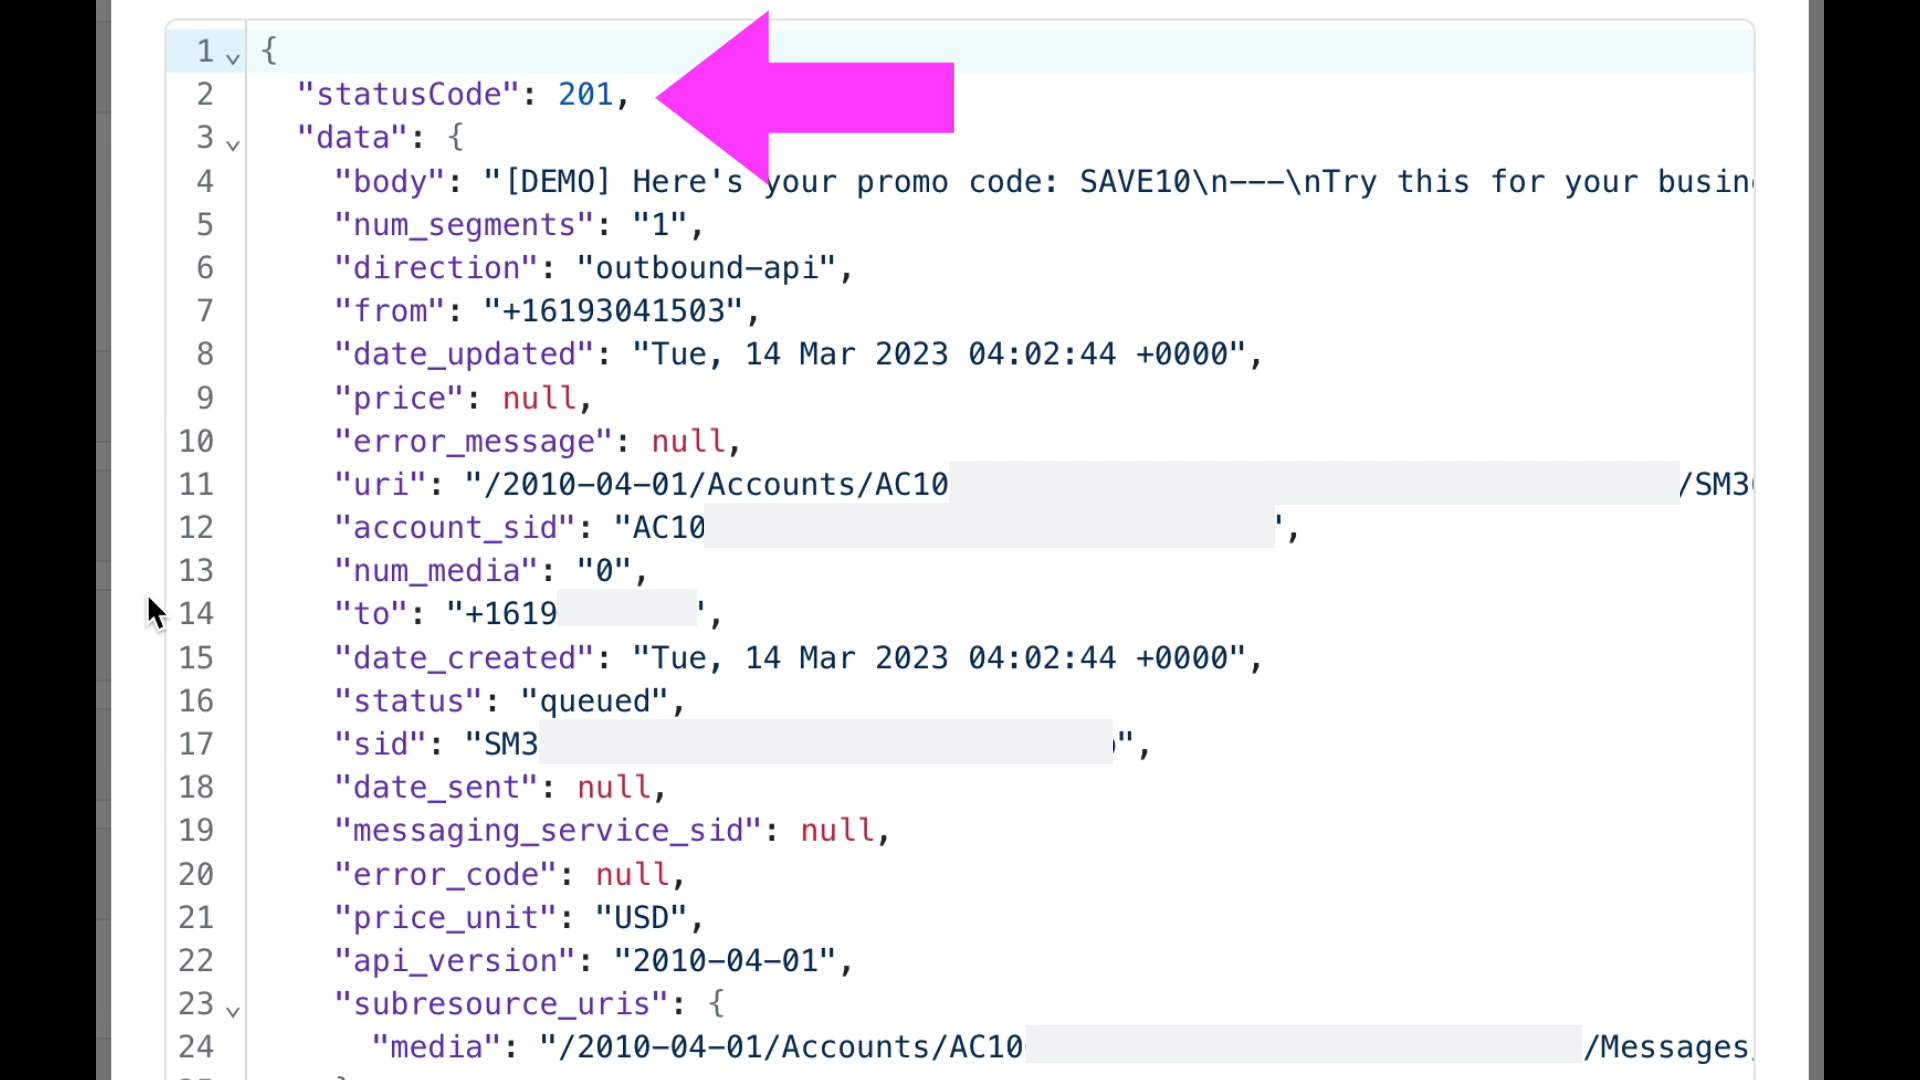 1 {
2 "statusCode": 201,
3 "data": {
4 "body": "[DEMO] Here's your promo code: SAVE10\n---\nTry this for your busin
5 "num_segments": "1",
6 "direction": "outbound-api",
7 "from": "+16193041503",
8 "date_updated": "Tue, 14 Mar 2023 04:02:44 +0000",
9 "price": null,
10 "error_message": null,
11 "uri": "/2010-04-01/Accounts/AC10 /SM3
12 "account_sid": "AC10 ',
13 "num_media": "0",
14 "to": "+1619 ',
15 "date_created": "Tue, 14 Mar 2023 04:02:44 +0000",
16 "status": "queued",
17 "sid": "SM3 ",
18 "date_sent": null,
19 "messaging_service_sid": null,
20 "error_code": null,
21 "price_unit": "USD",
22 "api_version": "2010-04-01",
23 "subresource_uris": {
24 "media": "/2010-04-01/Accounts/AC10 /Messages